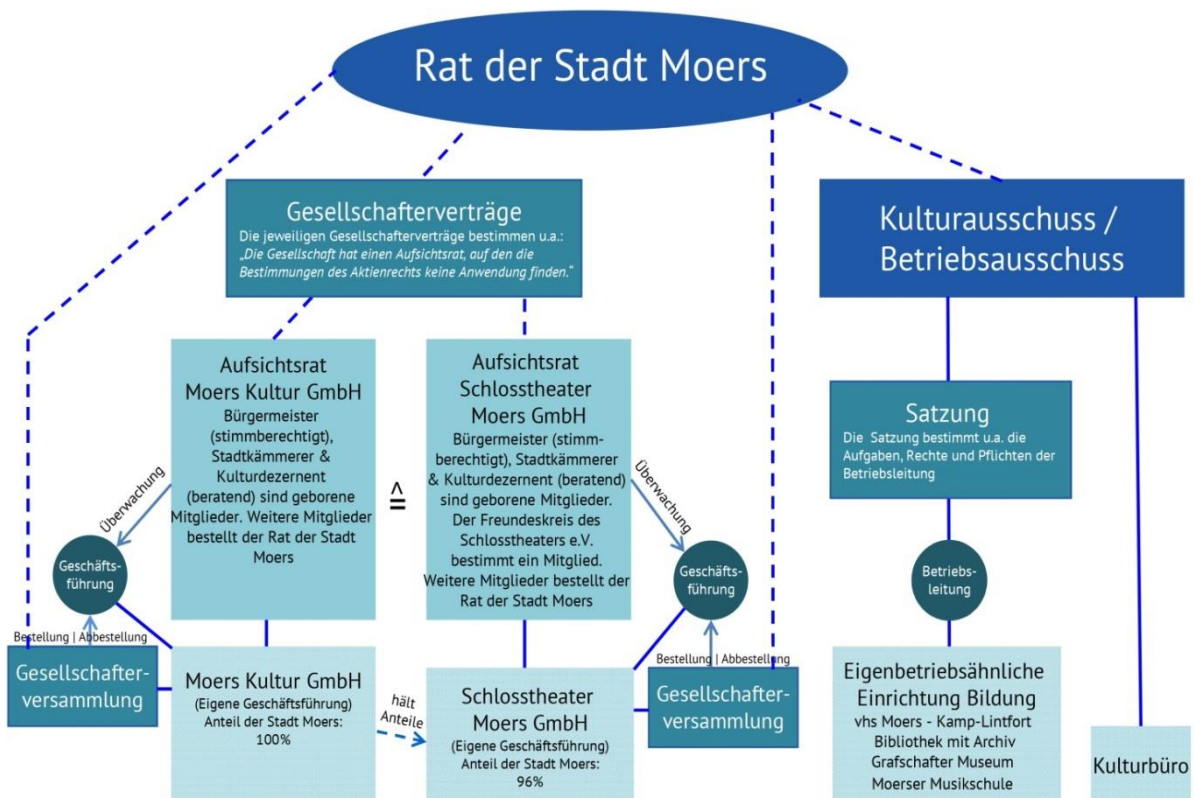 Rat der Stadt Moers
Gesellschafterverträge
Die jeweiligen Gesellschafterverträge bestimmen u.a.:
„Die Gesellschaft hat einen Aufsichtsrat, auf den die
Bestimmungen des Aktienrechts keine Anwendung finden.“
Kulturausschuss /
Betriebsausschuss
Aufsichtsrat
Moers Kultur GmbH
Bürgermeister
(stimmberechtigt),
Stadtkämmerer &
Kulturdezernent
(beratend) sind geborene
Mitglieder. Weitere Mitglieder
bestellt der Rat der Stadt
Moers
≙
Aufsichtsrat
Schlosstheater
Moers GmbH
Bürgermeister (stimm-
berechtigt), Stadtkämmerer
& Kulturdezernent (beratend)
sind geborene Mitglieder.
Der Freundeskreis des
Schlosstheaters e.V.
bestimmt ein Mitglied.
Weitere Mitglieder bestellt der
Rat der Stadt Moers
Satzung
Die Satzung bestimmt u.a. die
Aufgaben, Rechte und Pflichten der
Betriebsleitung
Überwachung
Überwachung
Geschäfts-
führung
Geschäfts-
führung
Betriebs-
leitung
Bestellung | Abbestellung
Gesellschafter-
versammlung
Moers Kultur GmbH
(Eigene Geschäftsführung)
Anteil der Stadt Moers:
100%
hält
Anteile
Schlosstheater
Moers GmbH
(Eigene Geschäftsführung)
Anteil der Stadt Moers:
96%
Bestellung | Abbestellung
Gesellschafter-
versammlung
Eigenbetriebsähnliche
Einrichtung Bildung
vhs Moers - Kamp-Lintfort
Bibliothek mit Archiv
Grafschafter Museum
Moerser Musikschule
Kulturbüro